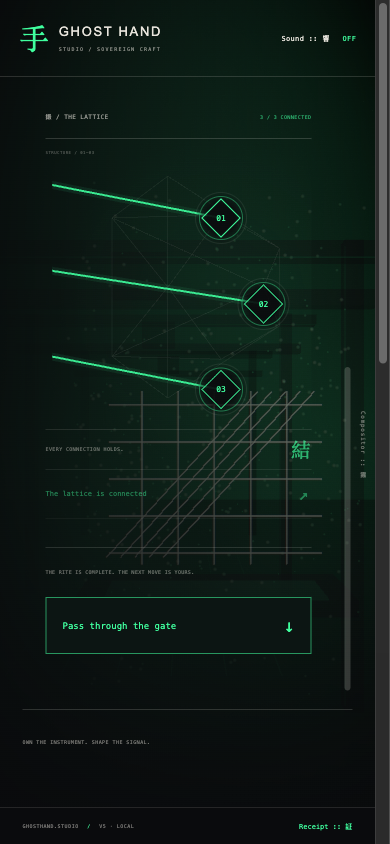 手 GHOST HAND
STUDIO / SOVEREIGN CRAFT
Sound :: 響 OFF
/ THE LATTICE
3 / 3 CONNECTED
STRUCTURE / 01—03
01
02
03
EVERY CONNECTION HOLDS.
結
The lattice is connected ↗
Compositor ::
THE RITE IS COMPLETE. THE NEXT MOVE IS YOURS.
Pass through the gate ↓
OWN THE INSTRUMENT. SHAPE THE SIGNAL.
GHOSTHAND.STUDIO / V5 · LOCAL
Receipt :: 証